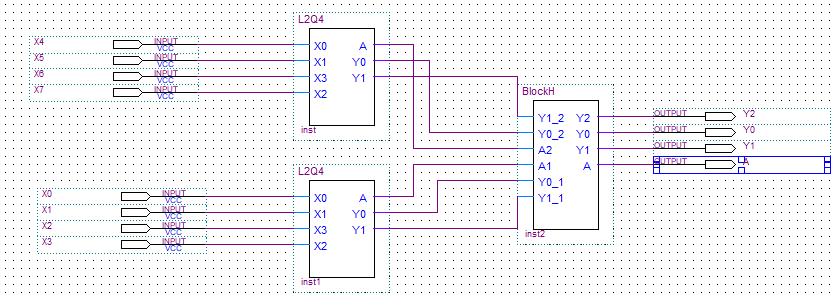 L2Q4
X4 INPUT VCC X0 A
X5 INPUT VCC X1 Y0
X6 INPUT VCC X3 Y1
X7 INPUT VCC X2
inst
BlockH
Y1_2 Y2 OUTPUT Y2
Y0_2 Y0 OUTPUT Y0
A2 Y1 OUTPUT Y1
A1 A OUTPUT A
Y0_1
Y1_1
inst2
L2Q4
X0 INPUT VCC X0 A
X1 INPUT VCC X1 Y0
X2 INPUT VCC X3 Y1
X3 INPUT VCC X2
inst1